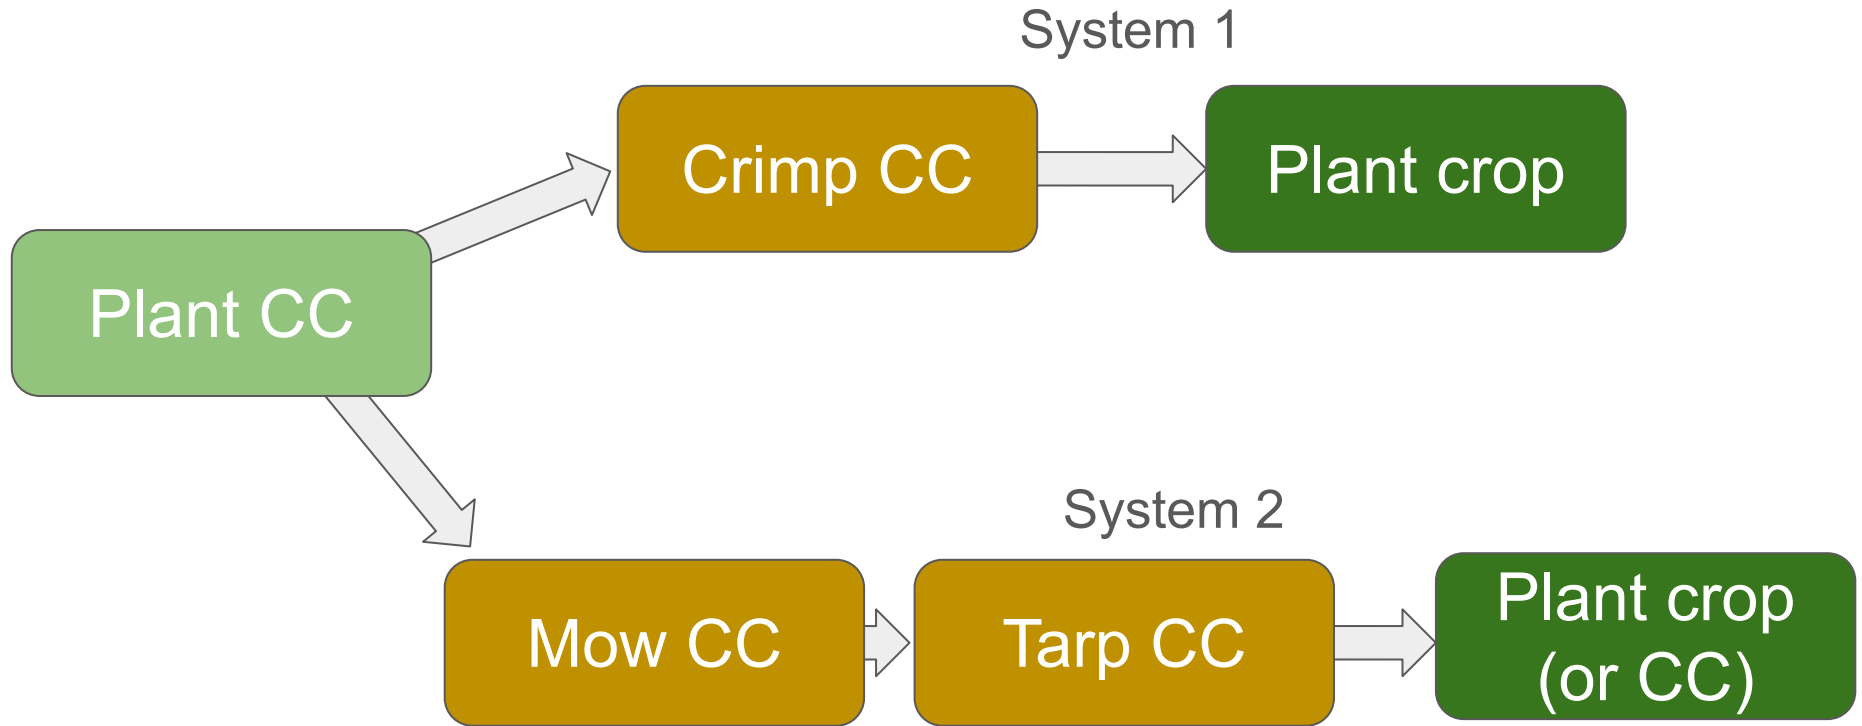 System 1
Crimp CC
Plant crop
Plant CC
System 2
Mow CC
Tarp CC
Plant crop
(or CC)